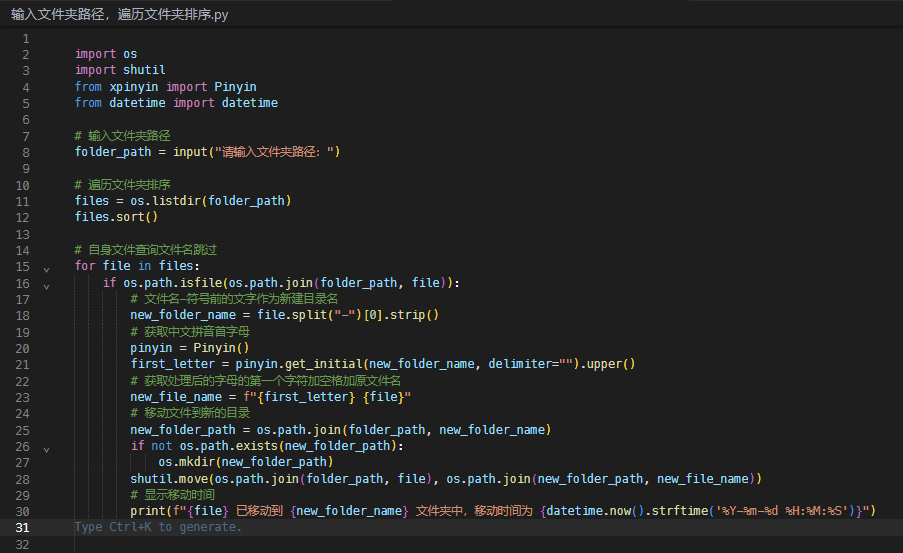 输入文件夹路径，遍历文件夹排序.py
1
2 import os
3 import shutil
4 from xpinyin import Pinyin
5 from datetime import datetime
6
7 # 输入文件夹路径
8 folder_path = input("请输入文件夹路径: ")
9
10 # 遍历文件夹排序
11 files = os.listdir(folder_path)
12 files.sort()
13
14 # 自身文件查询文件名跳过
15 for file in files:
16     if os.path.isfile(os.path.join(folder_path, file)):
17         # 文件名-符号前的文字作为新建目录名
18         new_folder_name = file.split("-")[0].strip()
19         # 获取中文拼音首字母
20         pinyin = Pinyin()
21         first_letter = pinyin.get_initial(new_folder_name, delimiter="").upper()
22         # 获取处理后的字母的第一个字符加空格加原文件名
23         new_file_name = f"{first_letter} {file}"
24         # 移动文件到新的目录
25         new_folder_path = os.path.join(folder_path, new_folder_name)
26         if not os.path.exists(new_folder_path):
27             os.mkdir(new_folder_path)
28         shutil.move(os.path.join(folder_path, file), os.path.join(new_folder_path, new_file_name))
29         # 显示移动时间
30         print(f"{file} 已移动到 {new_folder_name} 文件夹中，移动时间为 {datetime.now().strftime('%Y-%m-%d %H:%M:%S')}")
31 Type Ctrl+K to generate.
32